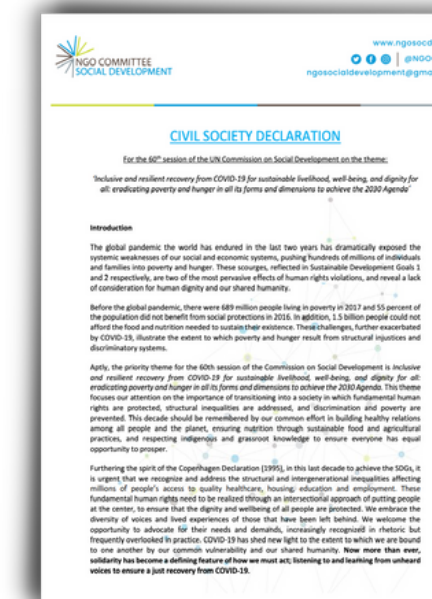 www.ngosocd
NGO COMMITTEE
SOCIAL DEVELOPMENT
@NGO
ngosocialdevelopment@gma
CIVIL SOCIETY DECLARATION
For the 60th session of the UN Commission on Social Development on the theme:
'Inclusive and resilient recovery from COVID-19 for sustainable livelihood, well-being, and dignity for
all: eradicating poverty and hunger in all its forms and dimensions to achieve the 2030 Agenda'
Introduction
The global pandemic the world has endured in the last two years has dramatically exposed the
systemic weaknesses of our social and economic systems, pushing hundreds of millions of individuals
and families into poverty and hunger. These scourges, reflected in Sustainable Development Goals 1
and 2 respectively, are two of the most pervasive effects of human rights violations, and reveal a lack
of consideration for human dignity and our shared humanity.
Before the global pandemic, there were 689 million people living in poverty in 2017 and 55 percent of
the population did not benefit from social protections in 2016. In addition, 1.5 billion people could not
afford the food and nutrition needed to sustain their existence. These challenges, further exacerbated
by COVID-19, illustrate the extent to which poverty and hunger result from structural injustices and
discriminatory systems.
Aptly, the priority theme for the 60th session of the Commission on Social Development is Inclusive
and resilient recovery from COVID-19 for sustainable livelihood, well-being, and dignity for all:
eradicating poverty and hunger in all its forms and dimensions to achieve the 2030 Agenda. This theme
focuses our attention on the importance of transitioning into a society in which fundamental human
rights are protected, structural inequalities are addressed, and discrimination and poverty are
prevented. This decade should be remembered by our common effort in building healthy relations
among all people and the planet, ensuring nutrition through sustainable food and agricultural
practices, and respecting indigenous and grassroot knowledge to ensure everyone has equal
opportunity to prosper.
Furthering the spirit of the Copenhagen Declaration (1995), in this last decade to achieve the SDGs, it
is urgent that we recognize and address the structural and intergenerational inequalities affecting
millions of people's access to quality healthcare, housing, education and employment. These
fundamental human rights need to be realized through an intersectional approach of putting people
at the center, to ensure that the dignity and wellbeing of all people are protected. We embrace the
diversity of voices and lived experiences of those that have been left behind. We welcome the
opportunity to advocate for their needs and demands, increasingly recognized in rhetoric but
frequently overlooked in practice. COVID-19 has shed new light to the extent to which we are bound
to one another by our common vulnerability and our shared humanity. Now more than ever,
solidarity has become a defining feature of how we must act; listening to and learning from unheard
voices to ensure a just recovery from COVID-19.